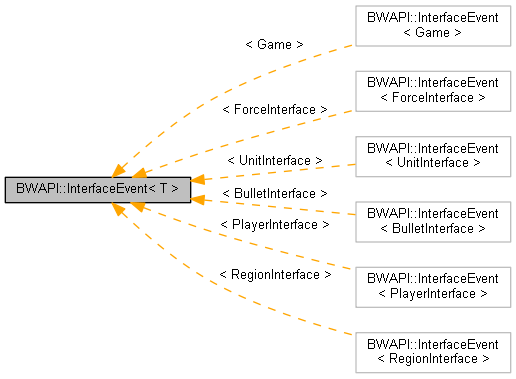 BWAPI::InterfaceEvent< T >
< Game >
< ForceInterface >
< UnitInterface >
< BulletInterface >
< PlayerInterface >
< RegionInterface >
BWAPI::InterfaceEvent
< Game >
BWAPI::InterfaceEvent
< ForceInterface >
BWAPI::InterfaceEvent
< UnitInterface >
BWAPI::InterfaceEvent
< BulletInterface >
BWAPI::InterfaceEvent
< PlayerInterface >
BWAPI::InterfaceEvent
< RegionInterface >